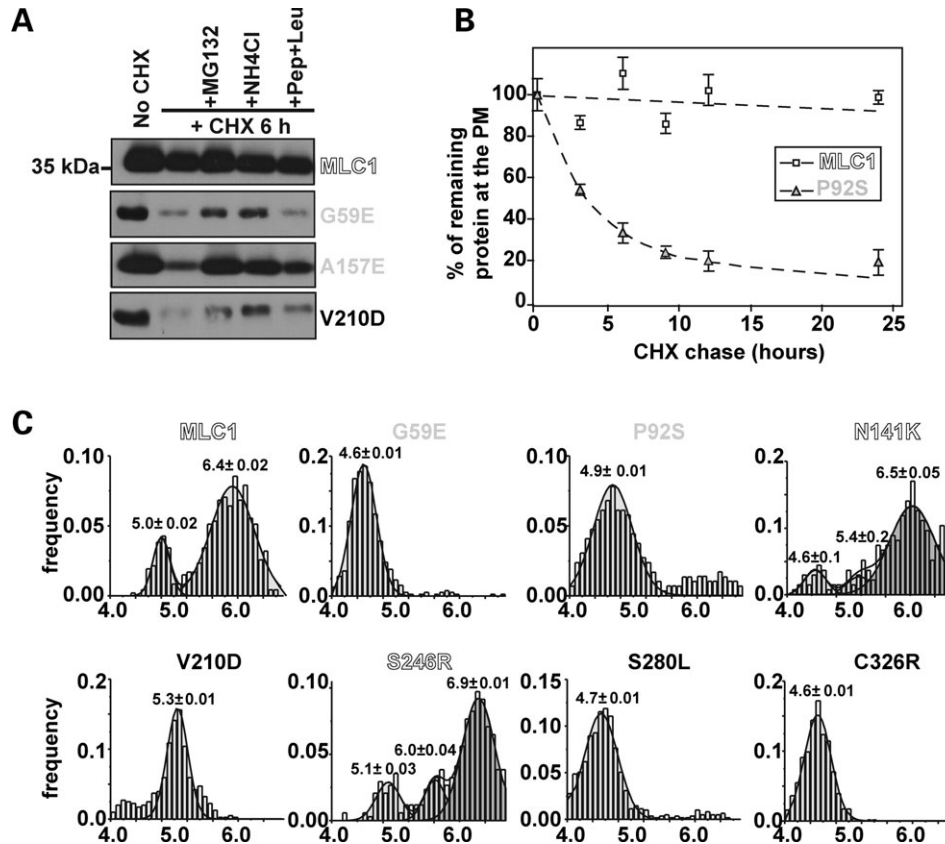 A
No CHX
+MG132
+NH4Cl
+Pep+Leu
+ CHX 6 h
35 kDa
MLC1
G59E
A157E
V210D
B
% of remaining
protein at the PM
100
80
60
40
20
0
0 5 10 15 20 25
CHX chase (hours)
MLC1
P92S
C
MLC1
frequency
0.10
0.05
0.00
5.0± 0.02
6.4± 0.02
4.0 5.0 6.0
G59E
0.2
0.1
0.0
4.6± 0.01
4.0 5.0 6.0
P92S
0.10
0.05
0.00
4.9± 0.01
4.0 5.0 6.0
N141K
0.2
0.1
0.0
4.6±0.1
5.4±0.2
6.5±0.05
4.0 5.0 6.0
V210D
frequency
0.2
0.1
0.0
5.3±0.01
4.0 5.0 6.0
S246R
0.10
0.05
0.00
5.1± 0.03
6.0±0.04
6.9±0.01
4.0 5.0 6.0
S280L
0.15
0.10
0.05
0.00
4.7±0.01
4.0 5.0 6.0
C326R
0.2
0.1
0.0
4.6± 0.01
4.0 5.0 6.0